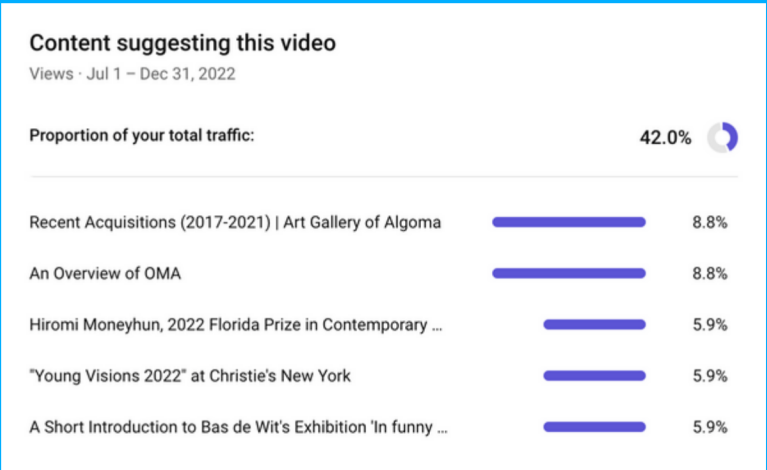 Content suggesting this video
Views · Jul 1 – Dec 31, 2022
Proportion of your total traffic: 42.0%
Recent Acquisitions (2017-2021) | Art Gallery of Algoma 8.8%
An Overview of OMA 8.8%
Hiromi Moneyhun, 2022 Florida Prize in Contemporary ... 5.9%
"Young Visions 2022" at Christie's New York 5.9%
A Short Introduction to Bas de Wit's Exhibition 'In funny ... 5.9%